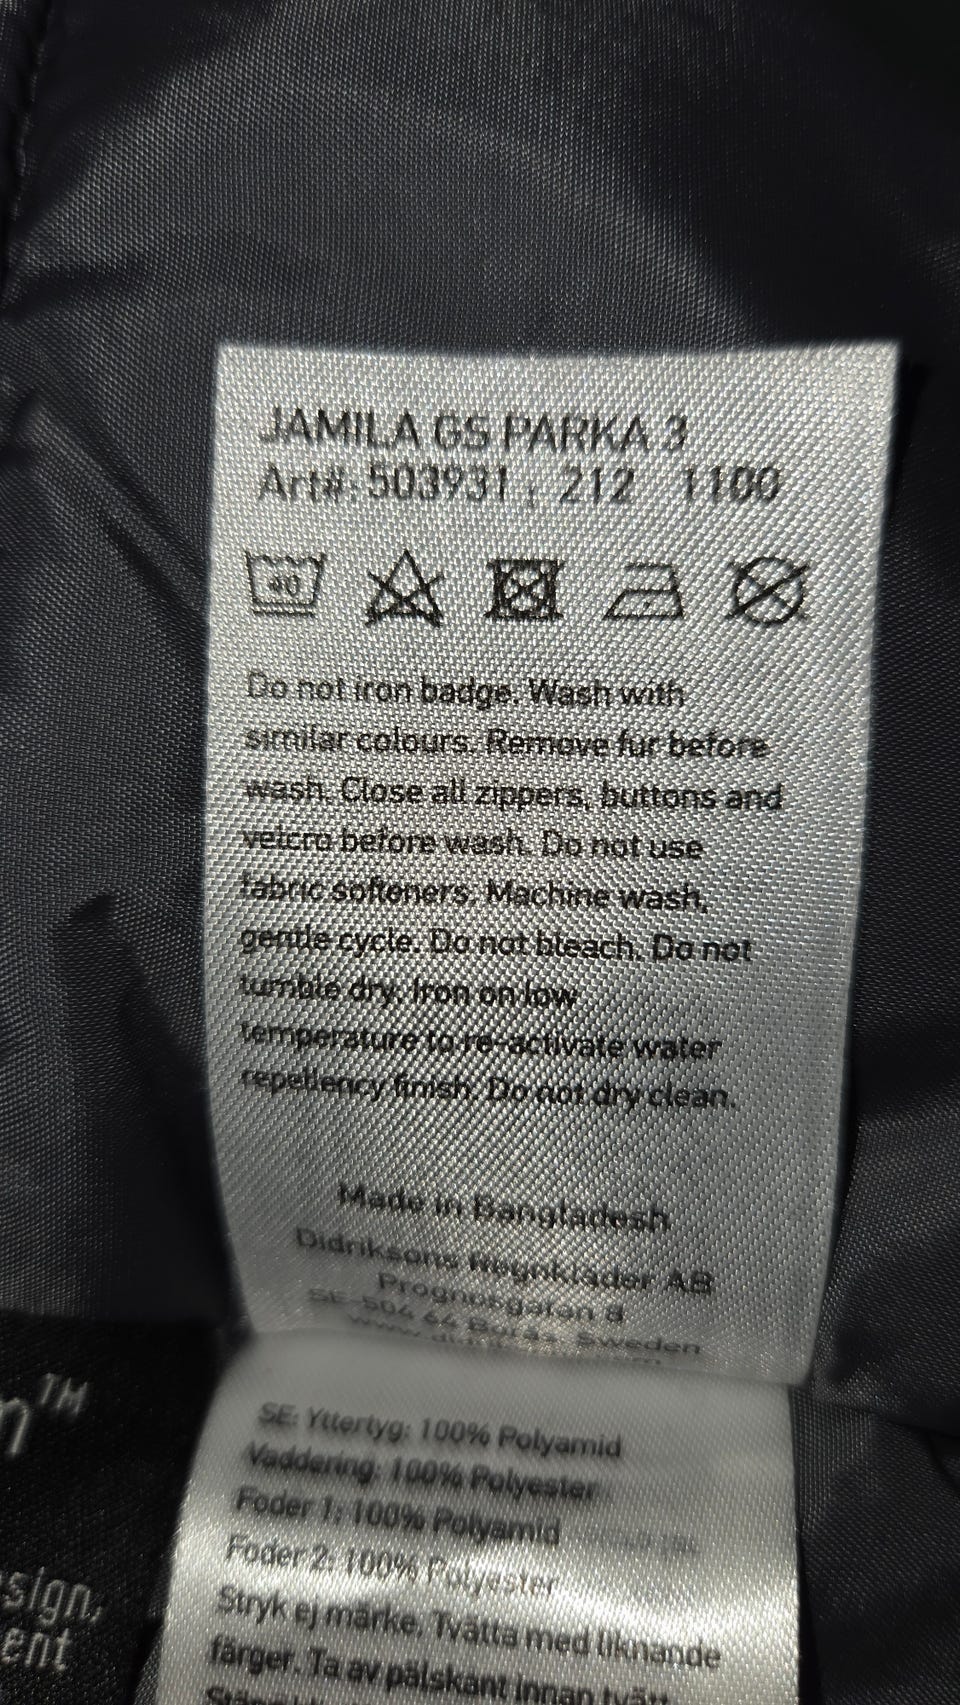 JAMILA GS PARKA 3
Art#: 503931 , 212 1100
40
Do not iron badge. Wash with
similar colours. Remove fur before
wash. Close all zippers, buttons and
velcro before wash. Do not use
fabric softeners. Machine wash,
gentle cycle. Do not bleach. Do not
tumble dry. Iron on low
temperature to re-activate water
repellency finish. Do not dry clean.
Made in Bangladesh
Didriksons Regnkläder AB
Prognosgatan 8
SE-504 64 Borås, Sweden
SE: Yttertyg: 100% Polyamid
Vaddering: 100% Polyester
Foder 1: 100% Polyamid
Foder 2: 100% Polyester
Stryk ej märke. Tvätta med liknande
färger. Ta av pälskant innan tvätt.
TM
sign,
ent